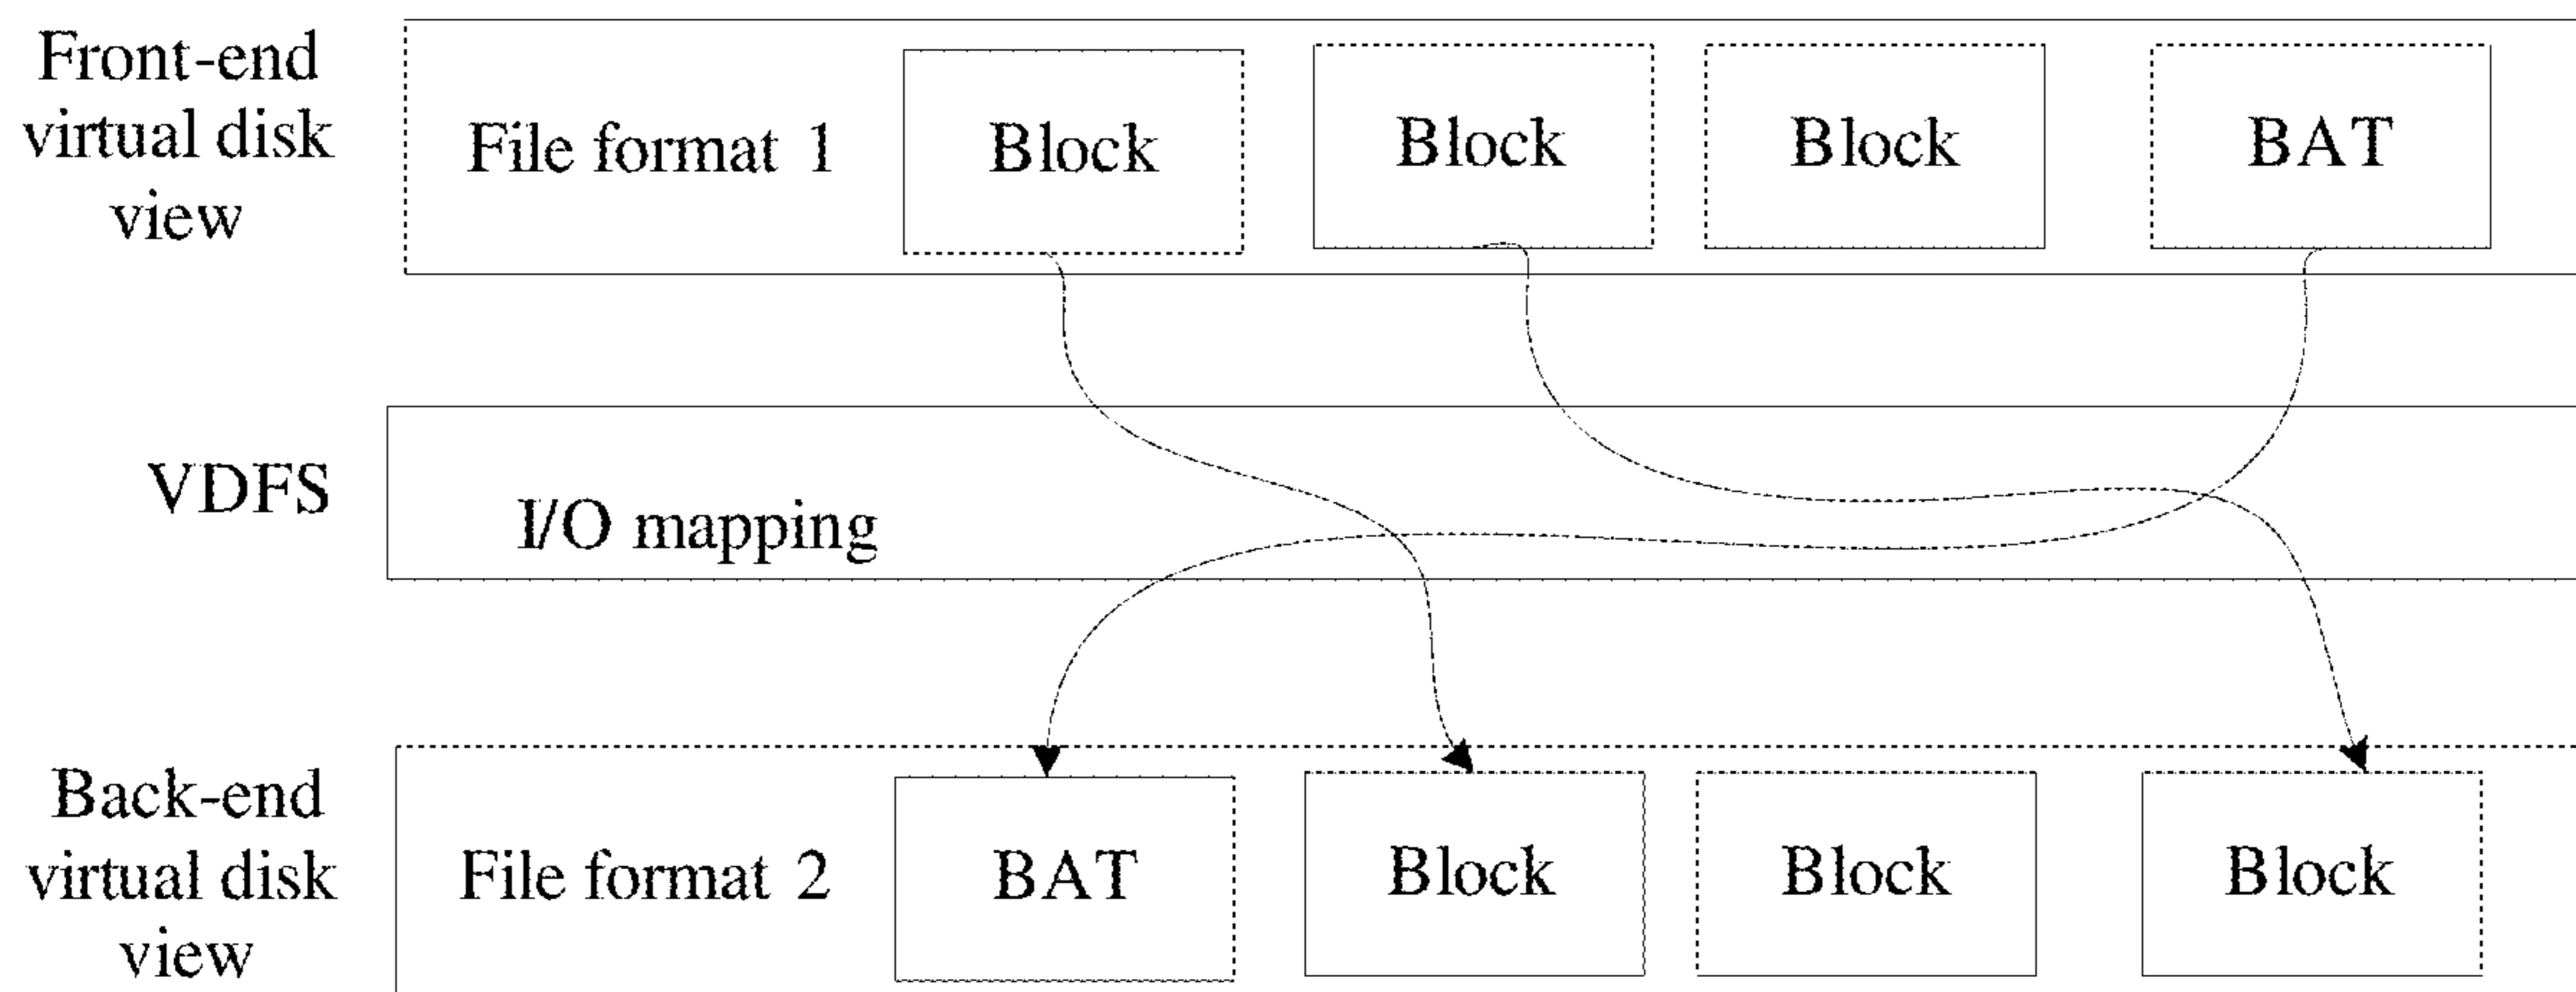 Front-end
virtual disk
view
File format 1
Block
Block
Block
BAT
VDFS
I/O mapping
Back-end
virtual disk
view
File format 2
BAT
Block
Block
Block